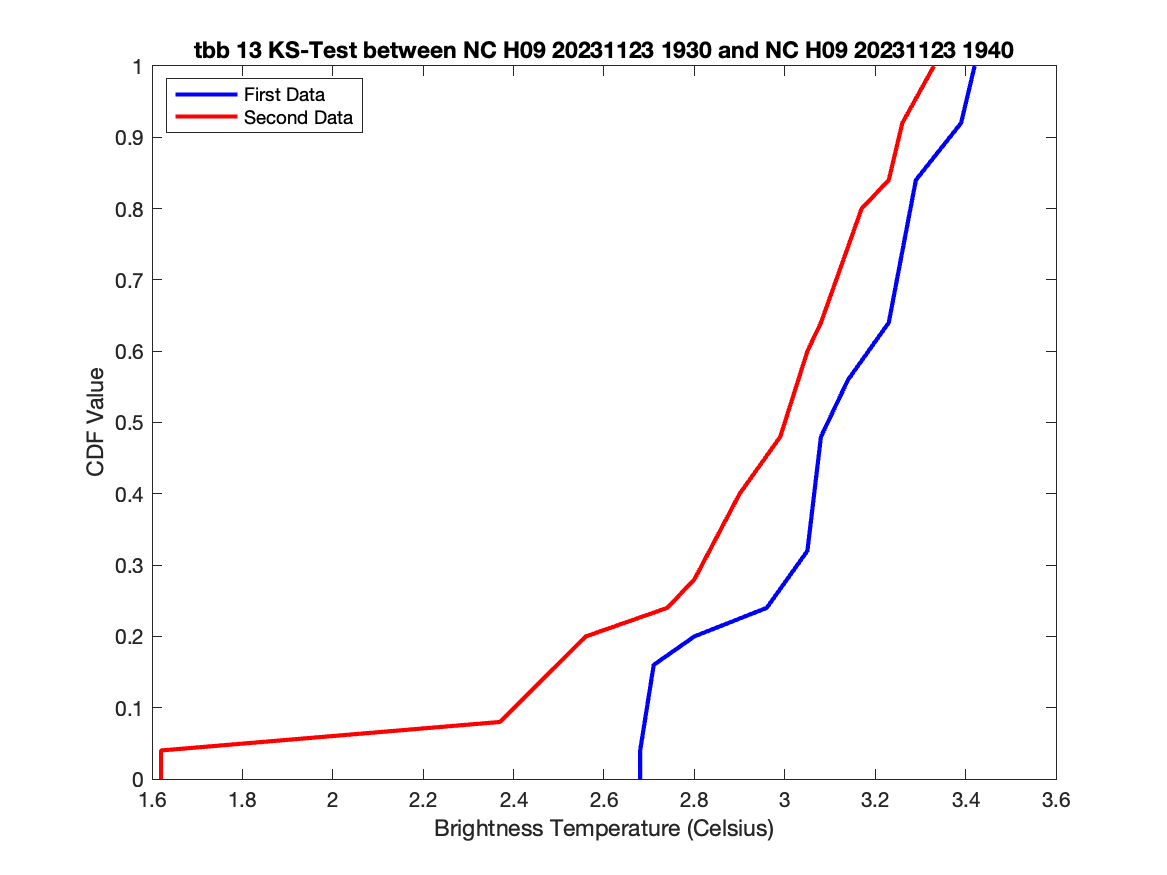 tbb 13 KS-Test between NC H09 20231123 1930 and NC H09 20231123 1940
First Data
Second Data
1
0.9
0.8
0.7
0.6
0.5
0.4
0.3
0.2
0.1
0
CDF Value
1.6 1.8 2 2.2 2.4 2.6 2.8 3 3.2 3.4 3.6
Brightness Temperature (Celsius)